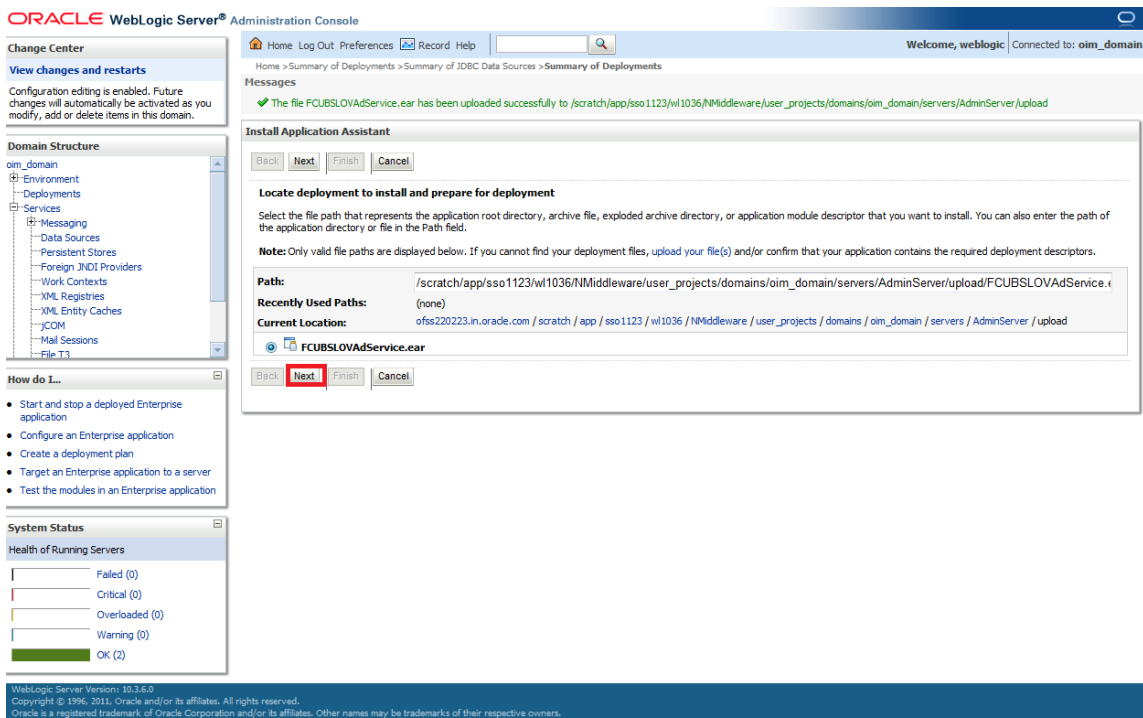 ORACLE WebLogic Server® Administration Console
Change Center
View changes and restarts
Configuration editing is enabled. Future
changes will automatically be activated as you
modify, add or delete items in this domain.
Domain Structure
oim_domain
Environment
Deployments
Services
Messaging
Data Sources
Persistent Stores
Foreign JNDI Providers
Work Contexts
XML Registries
XML Entity Caches
jCOM
Mail Sessions
File T3
How do I...
Start and stop a deployed Enterprise
application
Configure an Enterprise application
Create a deployment plan
Target an Enterprise application to a server
Test the modules in an Enterprise application
System Status
Health of Running Servers
Failed (0)
Critical (0)
Overloaded (0)
Warning (0)
OK (2)
Home Log Out Preferences Record Help
Welcome, weblogic Connected to: oim_domain
Home >Summary of Deployments >Summary of JDBC Data Sources >Summary of Deployments
Messages
The file FCUBSLOVAdService.ear has been uploaded successfully to /scratch/app/sso1123/wl1036/NMiddleware/user_projects/domains/oim_domain/servers/AdminServer/upload
Install Application Assistant
Back Next Finish Cancel
Locate deployment to install and prepare for deployment
Select the file path that represents the application root directory, archive file, exploded archive directory, or application module descriptor that you want to install. You can also enter the path of
the application directory or file in the Path field.
Note: Only valid file paths are displayed below. If you cannot find your deployment files, upload your file(s) and/or confirm that your application contains the required deployment descriptors.
Path: /scratch/app/sso1123/wl1036/NMiddleware/user_projects/domains/oim_domain/servers/AdminServer/upload/FCUBSLOVAdService.e
Recently Used Paths: (none)
Current Location: ofss220223.in.oracle.com / scratch / app / sso1123 / wl1036 / NMiddleware / user_projects / domains / oim_domain / servers / AdminServer / upload
FCUBSLOVAdService.ear
Back Next Finish Cancel
WebLogic Server Version: 10.3.6.0
Copyright © 1996, 2011, Oracle and/or its affiliates. All rights reserved.
Oracle is a registered trademark of Oracle Corporation and/or its affiliates. Other names may be trademarks of their respective owners.